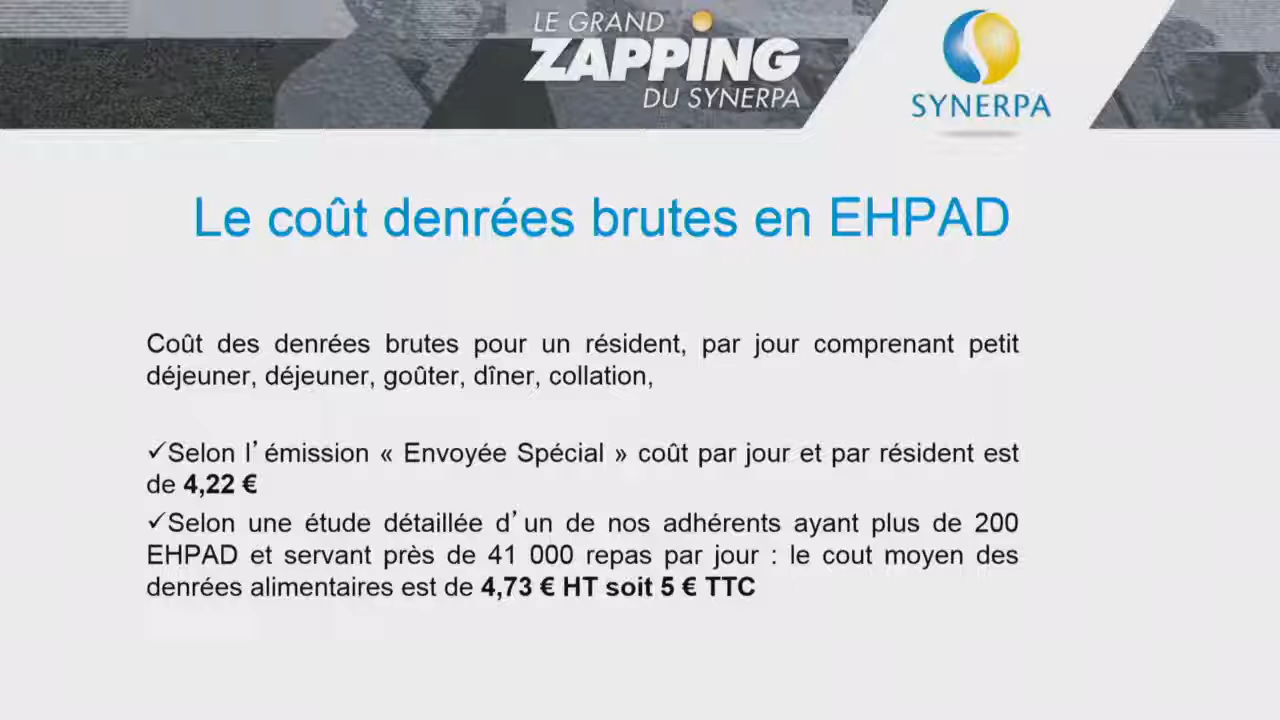 LE GRAND
ZAPPING
DU SYNERPA
SYNERPA
Le coût denrées brutes en EHPAD
Coût des denrées brutes pour un résident, par jour comprenant petit
déjeuner, déjeuner, goûter, dîner, collation,
✓Selon l’émission « Envoyée Spécial » coût par jour et par résident est
de 4,22 €
✓Selon une étude détaillée d’un de nos adhérents ayant plus de 200
EHPAD et servant près de 41 000 repas par jour : le cout moyen des
denrées alimentaires est de 4,73 € HT soit 5 € TTC